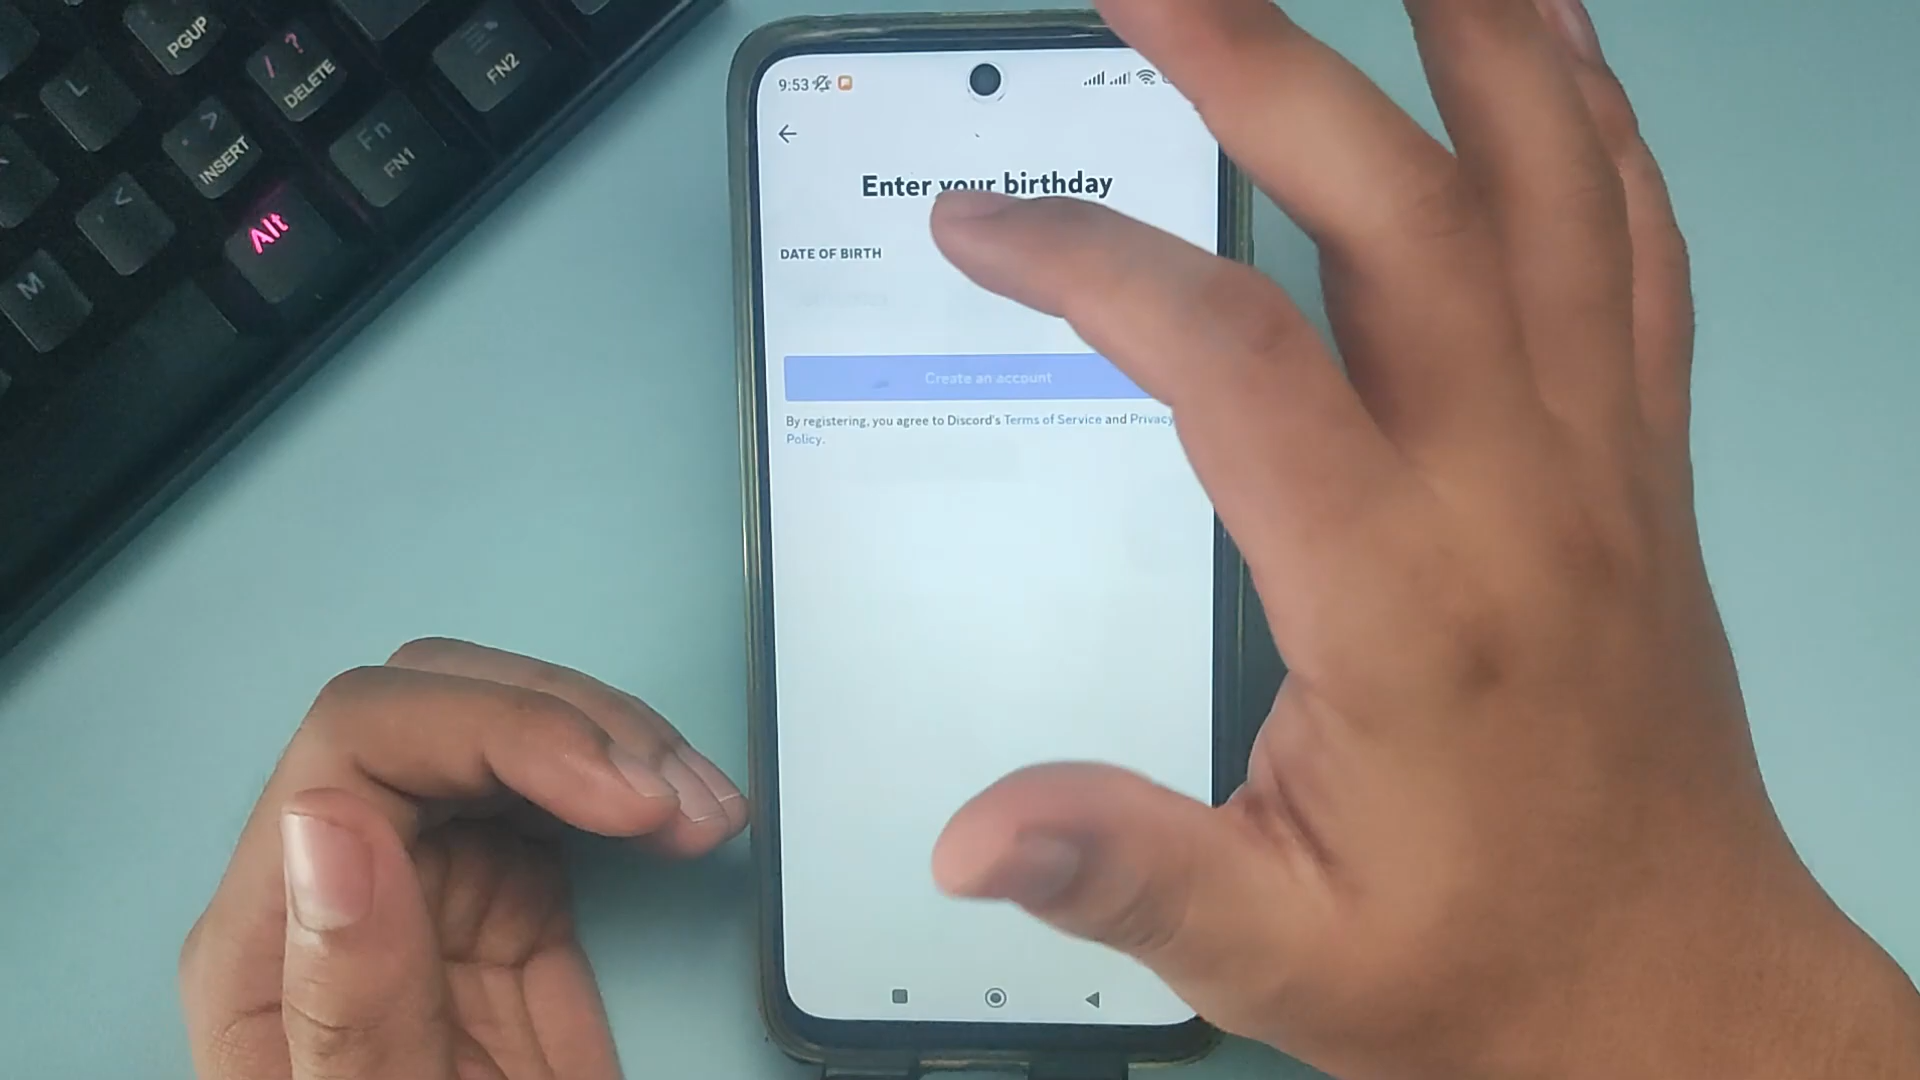 PGUP
L
?
/
DELETE
FN2
>
.
INSERT
Fn
FN1
<
,
Alt
M
9:53
Enter your birthday
DATE OF BIRTH
Create an account
By registering, you agree to Discord's Terms of Service and Privacy
Policy.